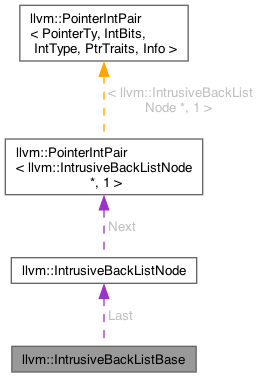 llvm::PointerIntPair
< PointerTy, IntBits,
IntType, PtrTraits, Info >
< llvm::IntrusiveBackList
Node *, 1 >
llvm::PointerIntPair
< llvm::IntrusiveBackListNode
*, 1 >
Next
llvm::IntrusiveBackListNode
Last
llvm::IntrusiveBackListBase